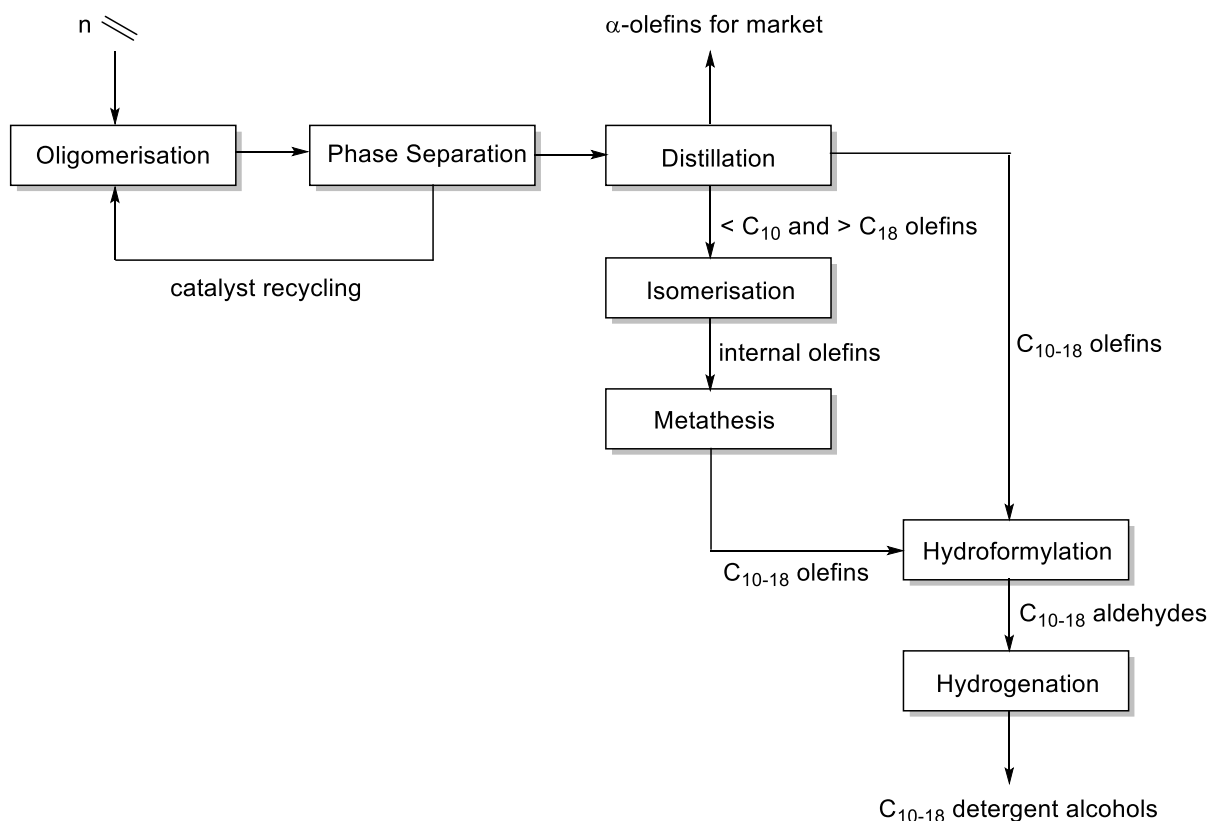 n
α-olefins for market
Oligomerisation
Phase Separation
Distillation
catalyst recycling
< C₁₀ and > C₁₈ olefins
Isomerisation
internal olefins
C₁₀₋₁₈ olefins
Metathesis
Hydroformylation
C₁₀₋₁₈ olefins
C₁₀₋₁₈ aldehydes
Hydrogenation
C₁₀₋₁₈ detergent alcohols